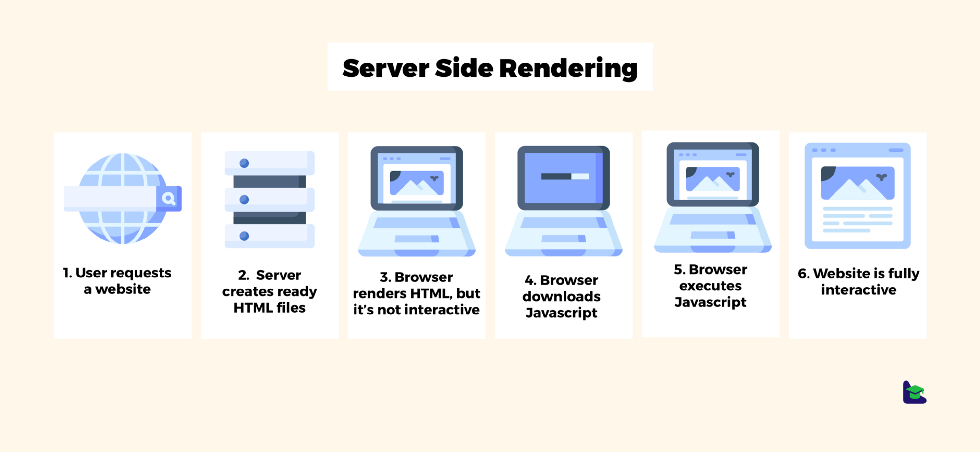 Server Side Rendering
1. User requests
a website
2. Server
creates ready
HTML files
3. Browser
renders HTML, but
it's not interactive
4. Browser
downloads
Javascript
5. Browser
executes
Javascript
6. Website is fully
interactive